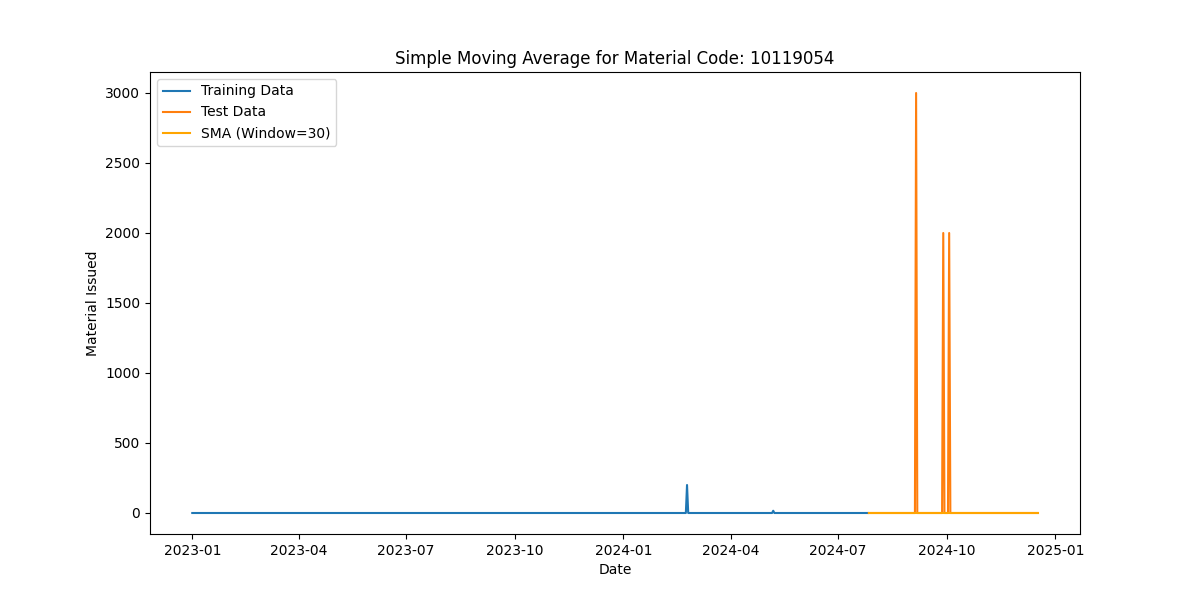 Simple Moving Average for Material Code: 10119054
Training Data
Test Data
SMA (Window=30)
3000
2500
2000
1500
1000
500
0
Material Issued
2023-01 2023-04 2023-07 2023-10 2024-01 2024-04 2024-07 2024-10 2025-01
Date